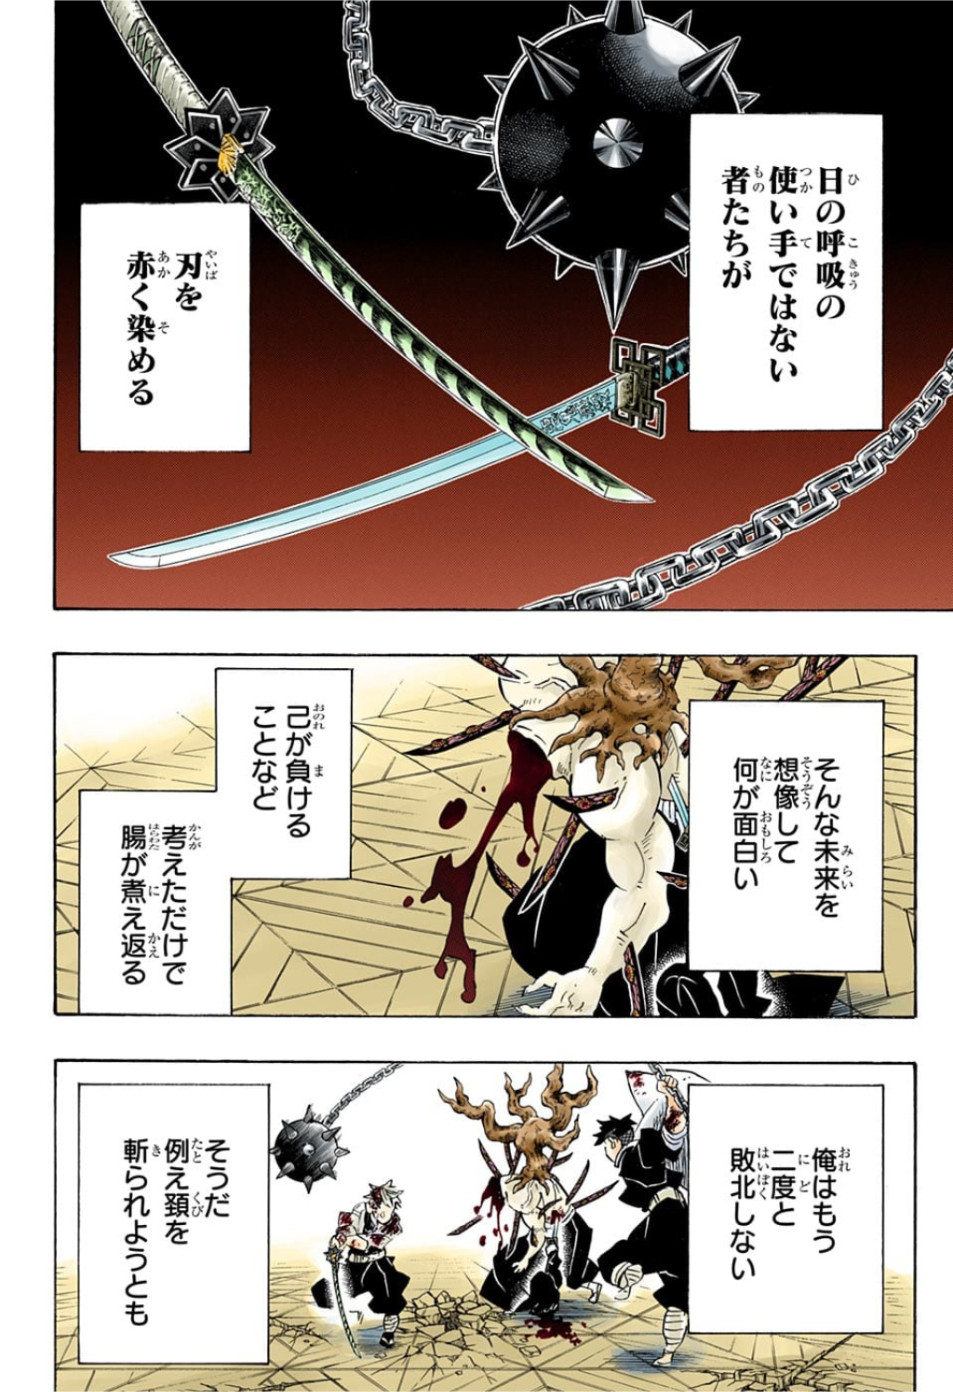 日の呼吸の
使い手ではない
者たちが
刃を
赤く染める
そんな未来を
想像して
何が面白い
己が負ける
ことなど
考えただけで
腸が煮え返る
俺はもう
二度と
敗北しない
そうだ
例え頚を
斬られようとも